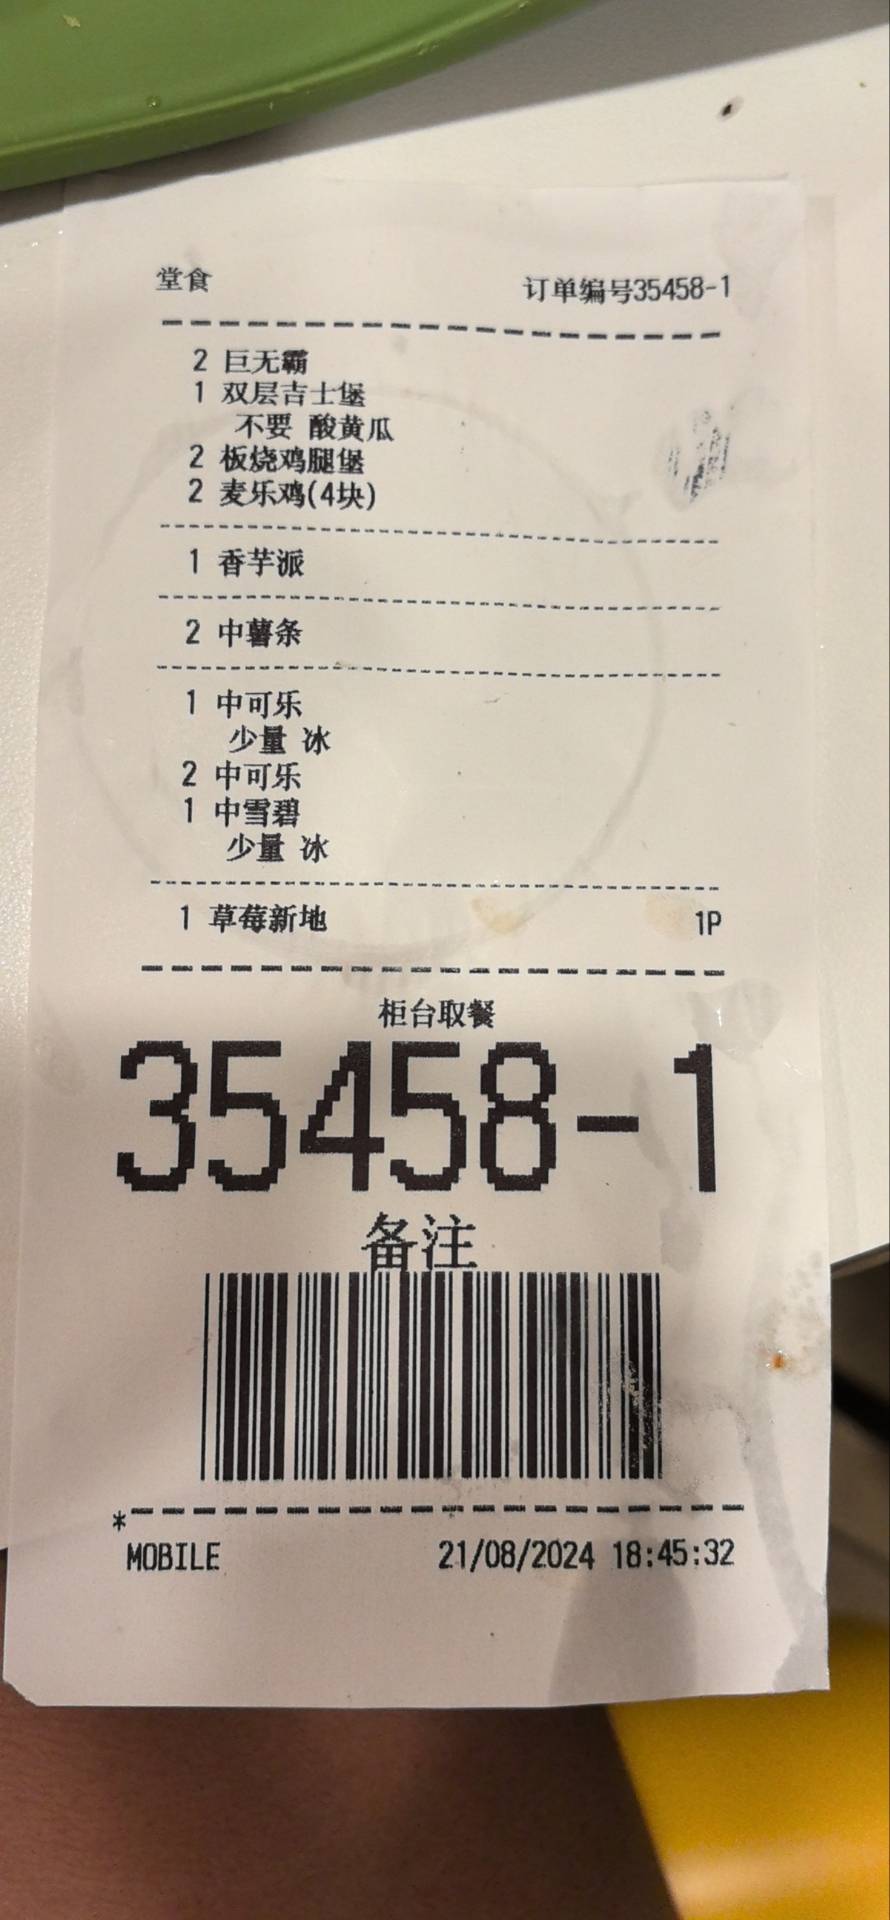 堂食 订单编号35458-1
2 巨无霸
1 双层吉士堡
不要 酸黄瓜
2 板烧鸡腿堡
2 麦乐鸡(4块)
1 香芋派
2 中薯条
1 中可乐
少量 冰
2 中可乐
1 中雪碧
少量 冰
1 草莓新地 1P
柜台取餐
35458-1
备注
*
MOBILE 21/08/2024 18:45:32